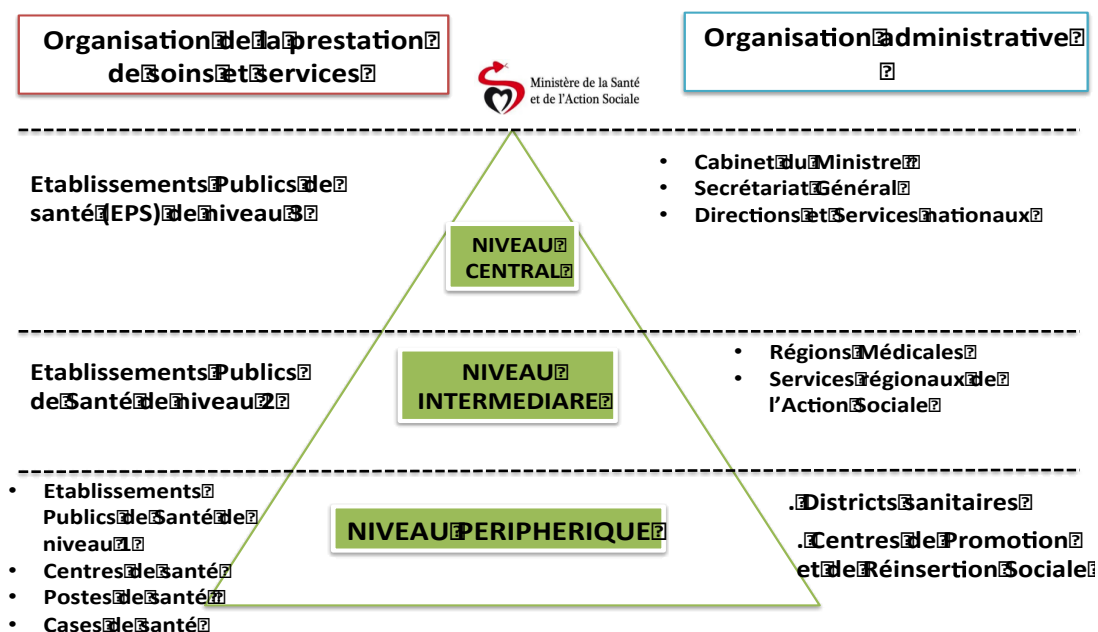 Organisation de la prestation
de soins et services
Ministère de la Santé
et de l'Action Sociale
Organisation administrative
Etablissements Publics de
santé (EPS) de niveau 3
NIVEAU
CENTRAL
• Cabinet du Ministre
• Secrétariat Général
• Directions et Services nationaux
Etablissements Publics
de Santé de niveau 2
NIVEAU
INTERMEDIARE
• Régions Médicales
• Services régionaux de
l'Action Sociale
• Etablissements
Publics de Santé de
niveau 1
• Centres de santé
• Postes de santé
• Cases de santé
NIVEAU PERIPHERIQUE
. Districts sanitaires
. Centres de Promotion
et de Réinsertion Sociale